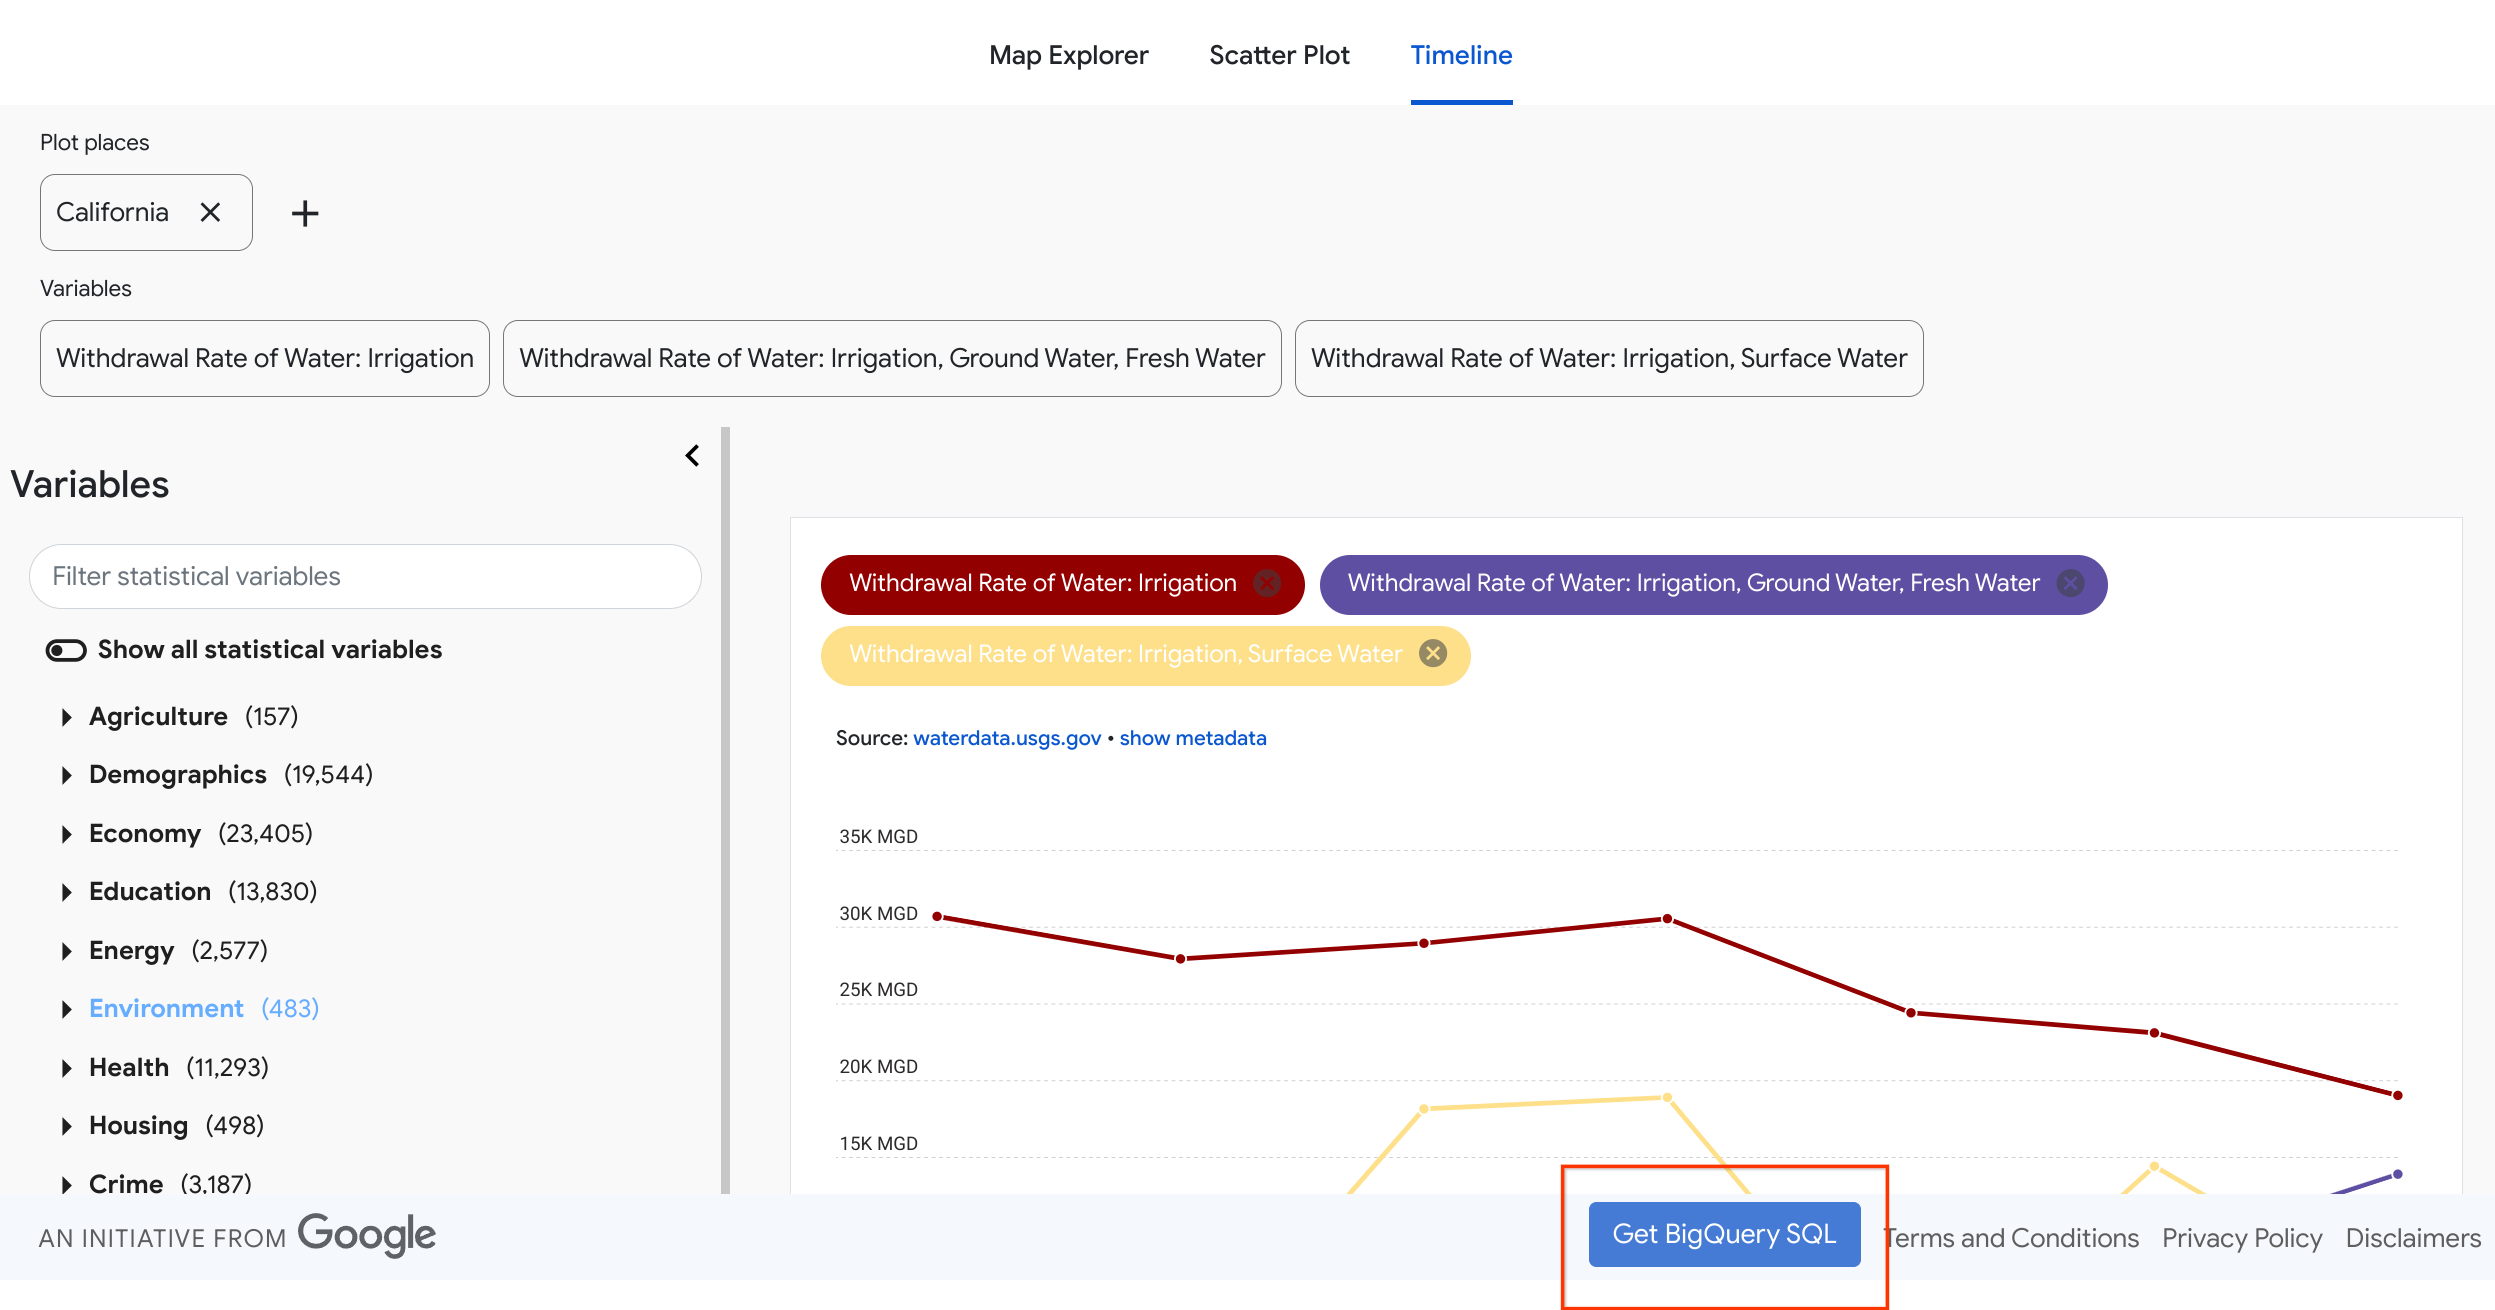 Map Explorer Scatter Plot Timeline
Plot places
California
Variables
Withdrawal Rate of Water: Irrigation Withdrawal Rate of Water: Irrigation, Ground Water, Fresh Water Withdrawal Rate of Water: Irrigation, Surface Water
Variables
Filter statistical variables
Show all statistical variables
Agriculture (157)
Demographics (19,544)
Economy (23,405)
Education (13,830)
Energy (2,577)
Environment (483)
Health (11,293)
Housing (498)
Crime (3,187)
Withdrawal Rate of Water: Irrigation Withdrawal Rate of Water: Irrigation, Ground Water, Fresh Water
Withdrawal Rate of Water: Irrigation, Surface Water
Source: waterdata.usgs.gov • show metadata
35K MGD
30K MGD
25K MGD
20K MGD
15K MGD
AN INITIATIVE FROM Google Get BigQuery SQL Terms and Conditions Privacy Policy Disclaimers